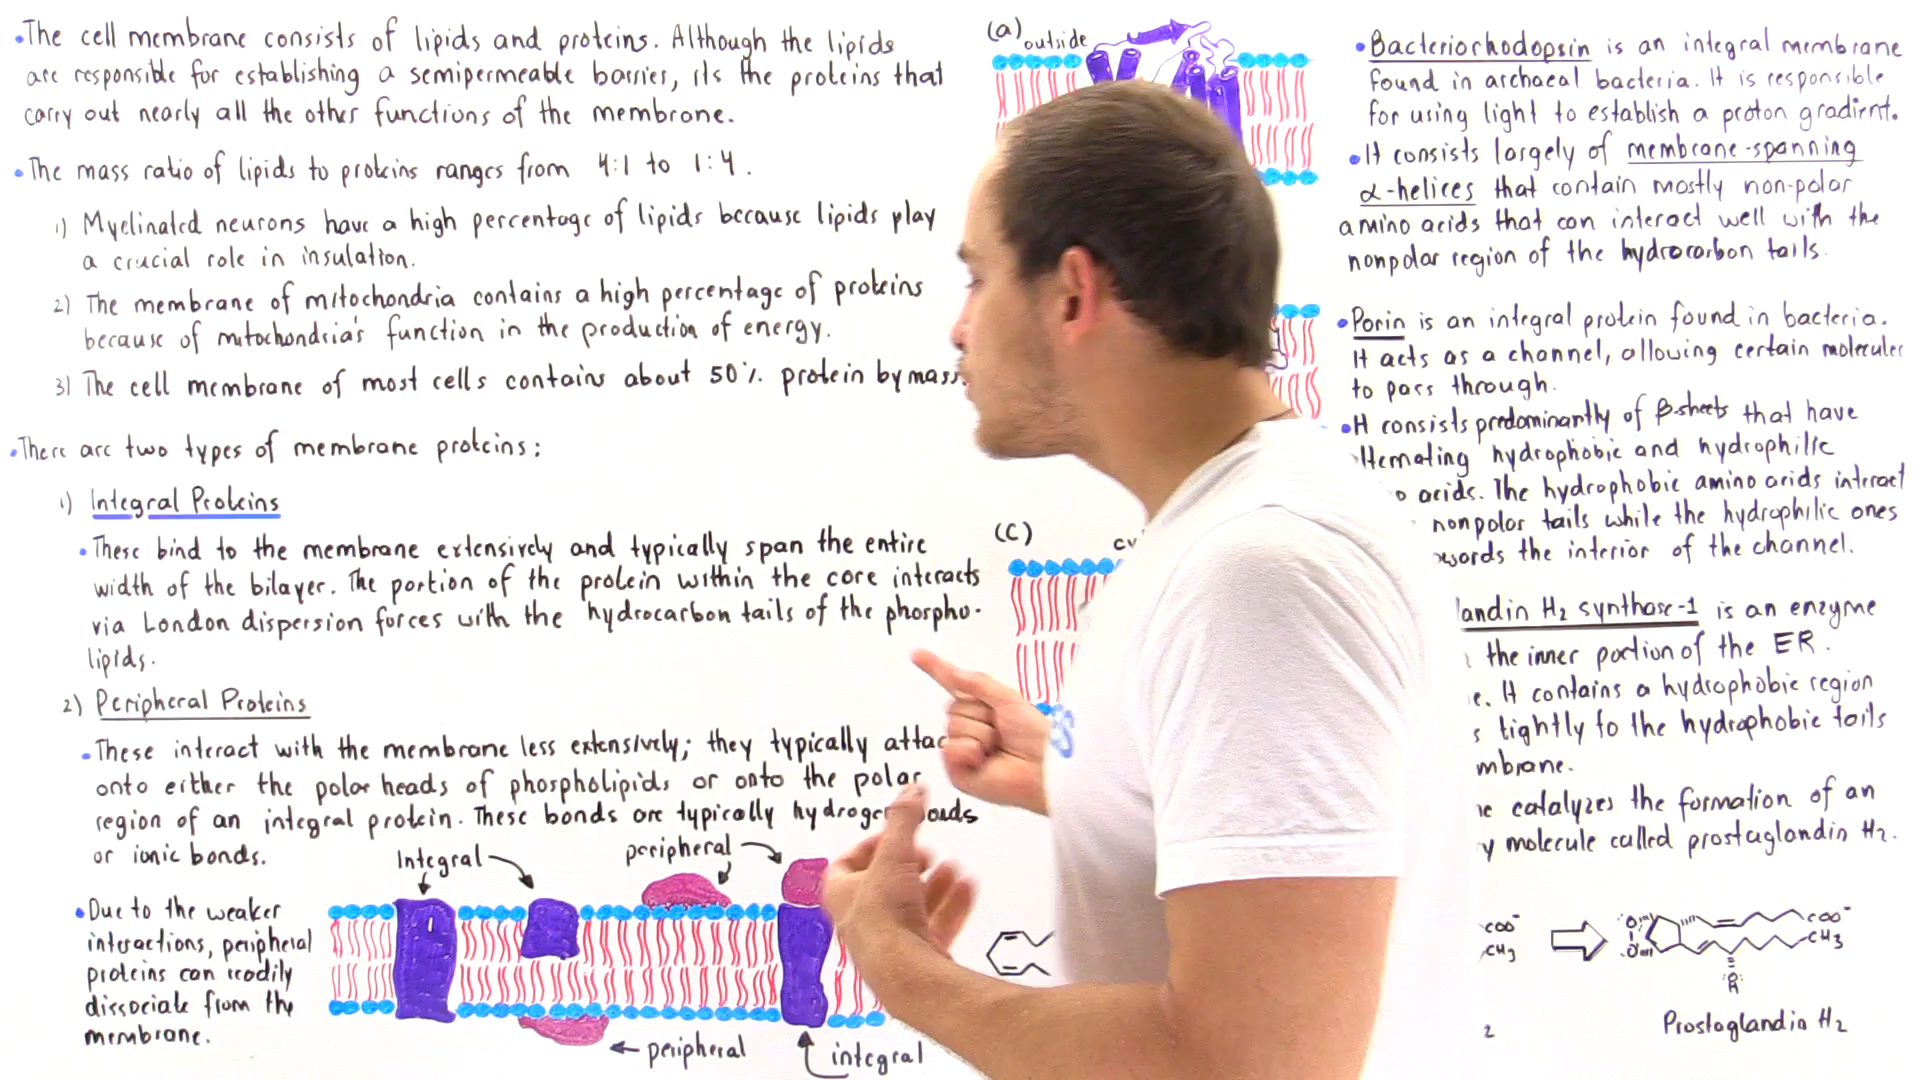 •The cell membrane consists of lipids and proteins. Although the lipids
are responsible for establishing a semipermeable barrier, its the proteins that
carry out nearly all the other functions of the membrane.
•The mass ratio of lipids to proteins ranges from 4:1 to 1:4.
1) Myelinated neurons have a high percentage of lipids because lipids play
a crucial role in insulation.
2) The membrane of mitochondria contains a high percentage of proteins
because of mitochondria's function in the production of energy.
3) The cell membrane of most cells contains about 50% protein by mass
•There are two types of membrane proteins:
1) Integral Proteins
•These bind to the membrane extensively and typically span the entire
width of the bilayer. The portion of the protein within the core interacts
via London dispersion forces with the hydrocarbon tails of the phospho-
lipids.
2) Peripheral Proteins
•These interact with the membrane less extensively; they typically
onto either the polar heads of phospholipids or onto the polar
region of an integral protein. These bonds are typically
or ionic bonds.
•Due to the weaker
interactions, peripheral
proteins can readily
dissociate from the
membrane.
Integral
peripheral
peripheral
integral
(a) outside
(c)
•Bacteriorhodopsin is an integral membrane
found in archaeal bacteria. It is responsible
for using light to establish a proton gradient.
•It consists largely of membrane-spanning
α-helices that contain mostly non-polar
amino acids that can interact well with the
nonpolar region of the hydrocarbon tails.
•Porin is an integral protein found in bacteria.
It acts as a channel, allowing certain molecules
to pass through.
•It consists predominantly of β-sheets that have
hydrophobic and hydrophilic
acids. The hydrophobic amino acids interact
nonpolar tails while the hydrophilic ones
the interior of the channel.
H2 synthase-1 is an enzyme
the inner portion of the ER.
It contains a hydrophobic region
tightly to the hydrophobic tails
catalyzes the formation of an
molecule called prostaglandin H2.
COO⁻
CH3
O
O
COO⁻
CH3
2
Prostaglandin H2